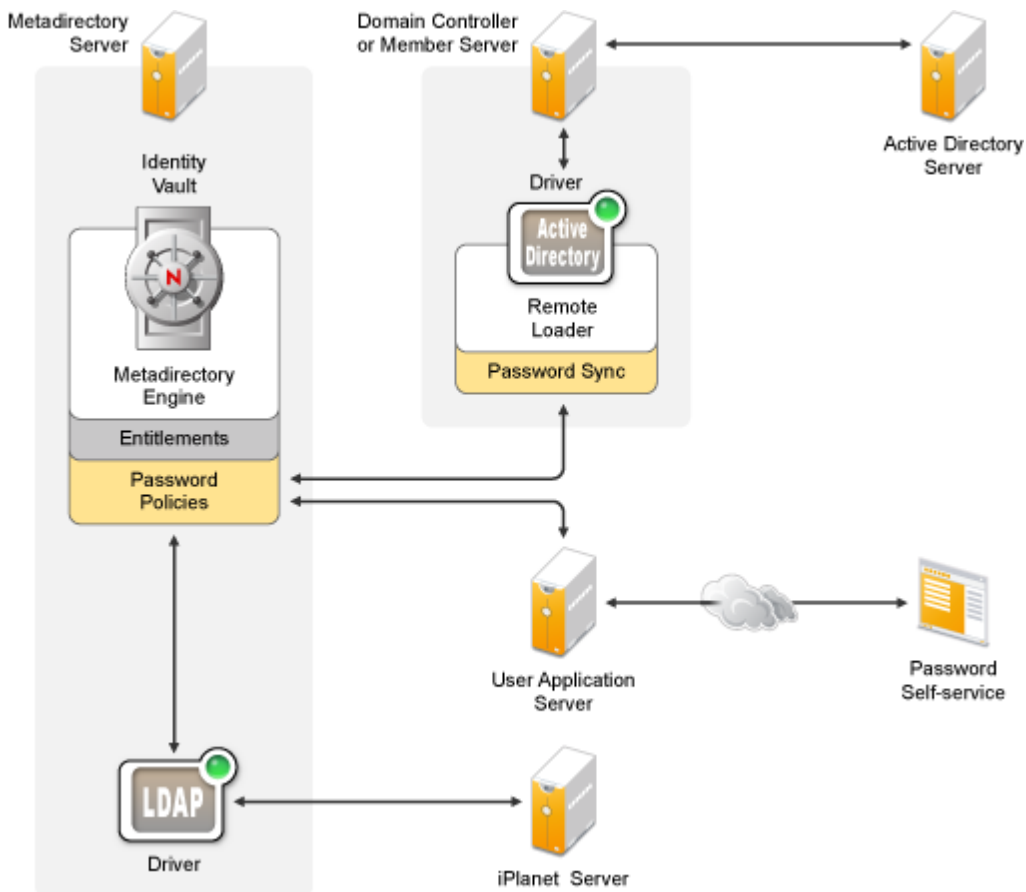 Metadirectory
Server
Domain Controller
or Member Server
Active Directory
Server
Identity
Vault
N
Metadirectory
Engine
Entitlements
Password
Policies
Driver
Active
Directory
Remote
Loader
Password Sync
User Application
Server
Password
Self-service
LDAP
Driver
iPlanet Server